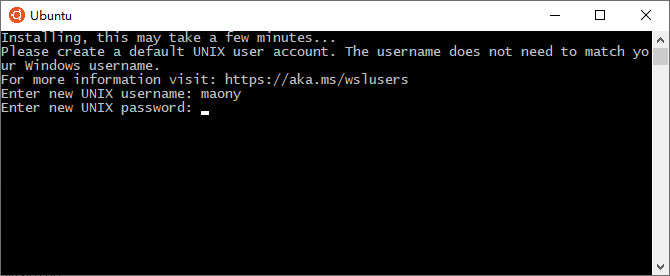 Ubuntu
Installing, this may take a few minutes...
Please create a default UNIX user account. The username does not need to match yo
ur Windows username.
For more information visit: https://aka.ms/wslusers
Enter new UNIX username: maony
Enter new UNIX password: